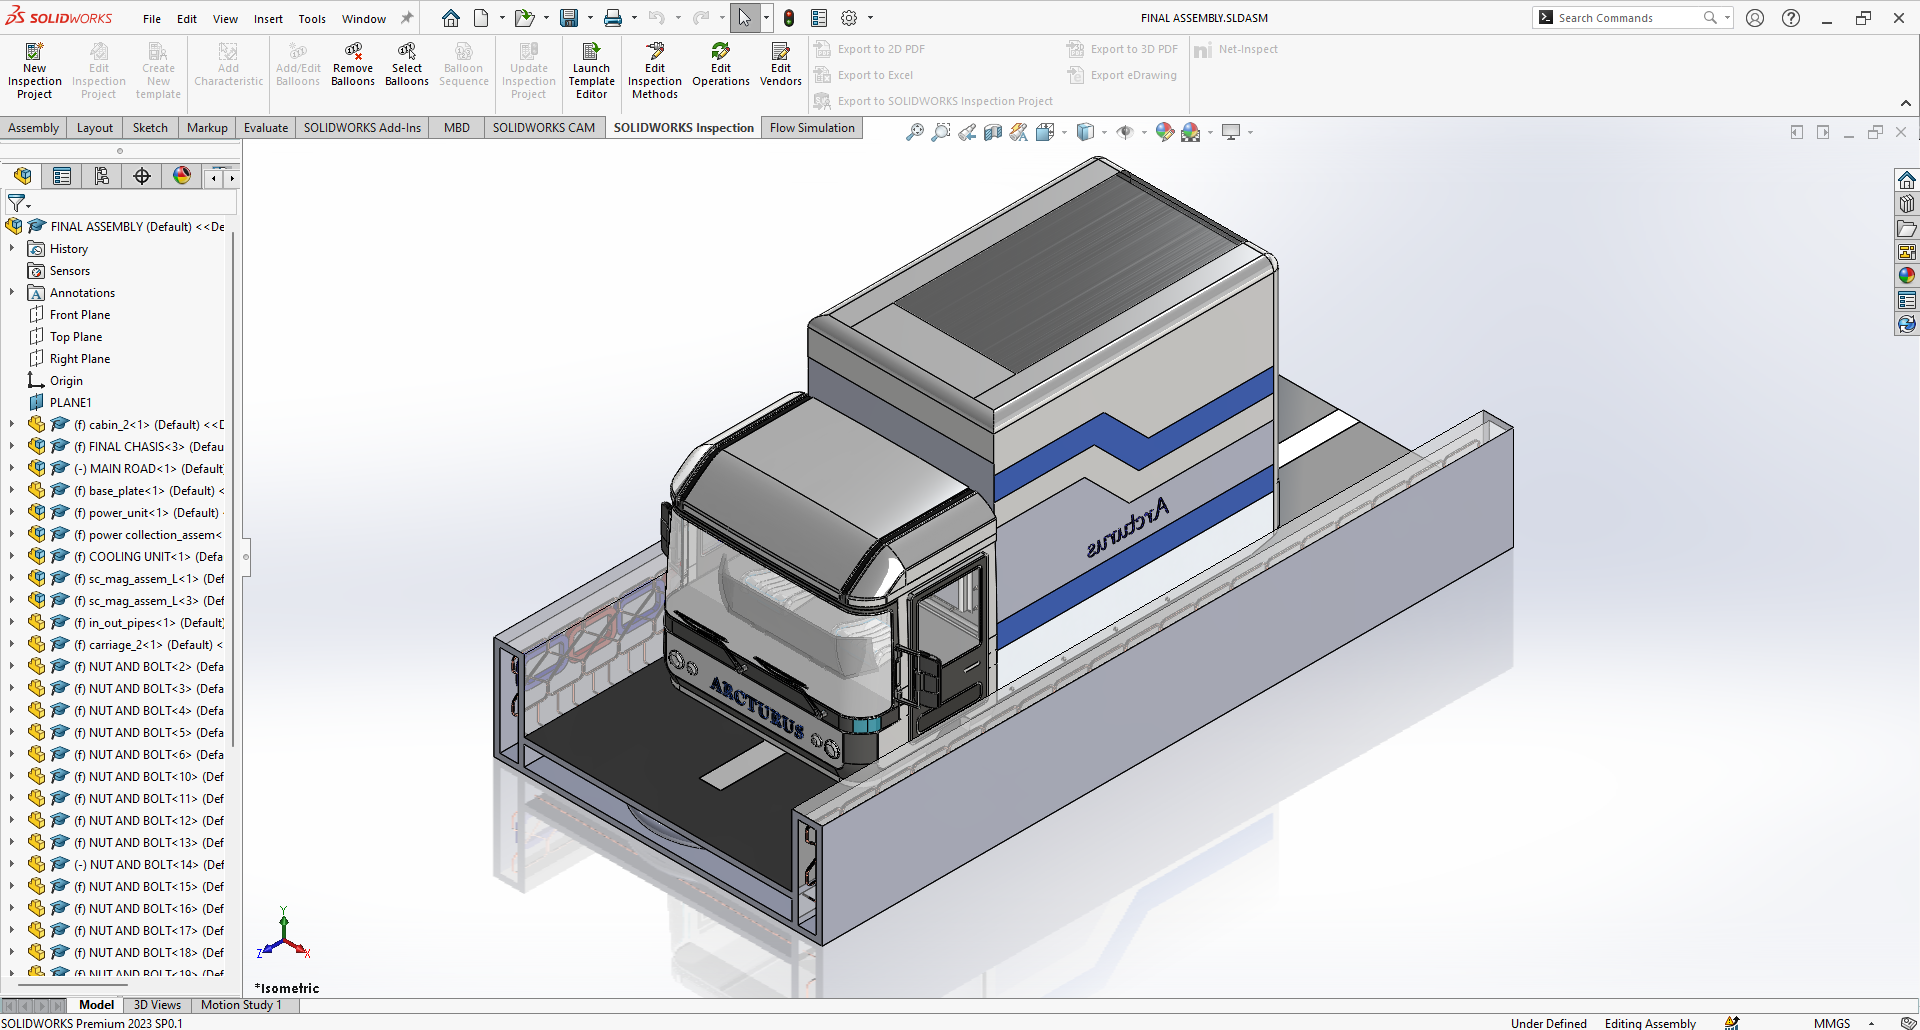 SOLIDWORKS File Edit View Insert Tools Window FINAL ASSEMBLY.SLDASM Search Commands
New Inspection Project
Edit Inspection Project
Create New template
Add Characteristic
Add/Edit Balloons
Remove Balloons
Select Balloons
Balloon Sequence
Update Inspection Project
Launch Template Editor
Edit Inspection Methods
Edit Operations
Edit Vendors
Export to 2D PDF
Export to Excel
Export to SOLIDWORKS Inspection Project
Export to 3D PDF
Export eDrawing
Net-Inspect
Assembly Layout Sketch Markup Evaluate SOLIDWORKS Add-Ins MBD SOLIDWORKS CAM SOLIDWORKS Inspection Flow Simulation
FINAL ASSEMBLY (Default) <<De
History
Sensors
Annotations
Front Plane
Top Plane
Right Plane
Origin
PLANE1
(f) cabin_2<1> (Default) <<D
(f) FINAL CHASIS<3> (Defau
(-) MAIN ROAD<1> (Default
(f) base_plate<1> (Default) <
(f) power_unit<1> (Default)
(f) power collection_assem<
(f) COOLING UNIT<1> (Defa
(f) sc_mag_assem_L<1> (Def
(f) sc_mag_assem_L<3> (Def
(f) in_out_pipes<1> (Default)
(f) carriage_2<1> (Default) <
(f) NUT AND BOLT<2> (Defa
(f) NUT AND BOLT<3> (Defa
(f) NUT AND BOLT<4> (Defa
(f) NUT AND BOLT<5> (Defa
(f) NUT AND BOLT<6> (Defa
(f) NUT AND BOLT<10> (Def
(f) NUT AND BOLT<11> (Def
(f) NUT AND BOLT<12> (Def
(f) NUT AND BOLT<13> (Def
(-) NUT AND BOLT<14> (Def
(f) NUT AND BOLT<15> (Def
(f) NUT AND BOLT<16> (Def
(f) NUT AND BOLT<17> (Def
(f) NUT AND BOLT<18> (Def
(f) NUT AND BOLT<19> (Def
Arcturus
ARCTURUS
Y
Z
X
*Isometric
Model 3D Views Motion Study 1
SOLIDWORKS Premium 2023 SP0.1 Under Defined Editing Assembly MMGS